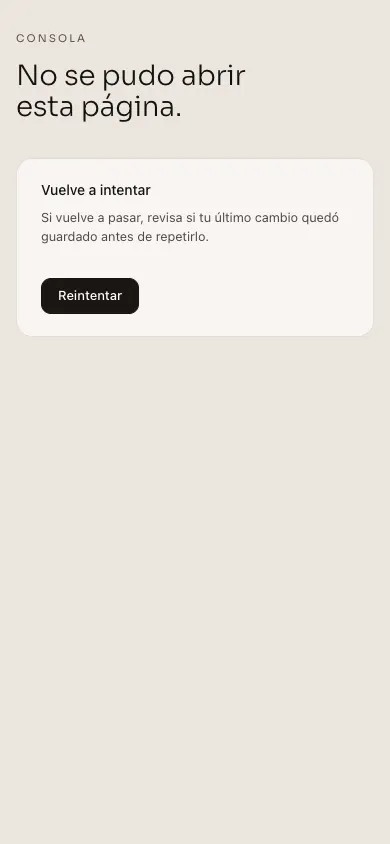 CONSOLA
No se pudo abrir
esta página.
Vuelve a intentar
Si vuelve a pasar, revisa si tu último cambio quedó
guardado antes de repetirlo.
Reintentar